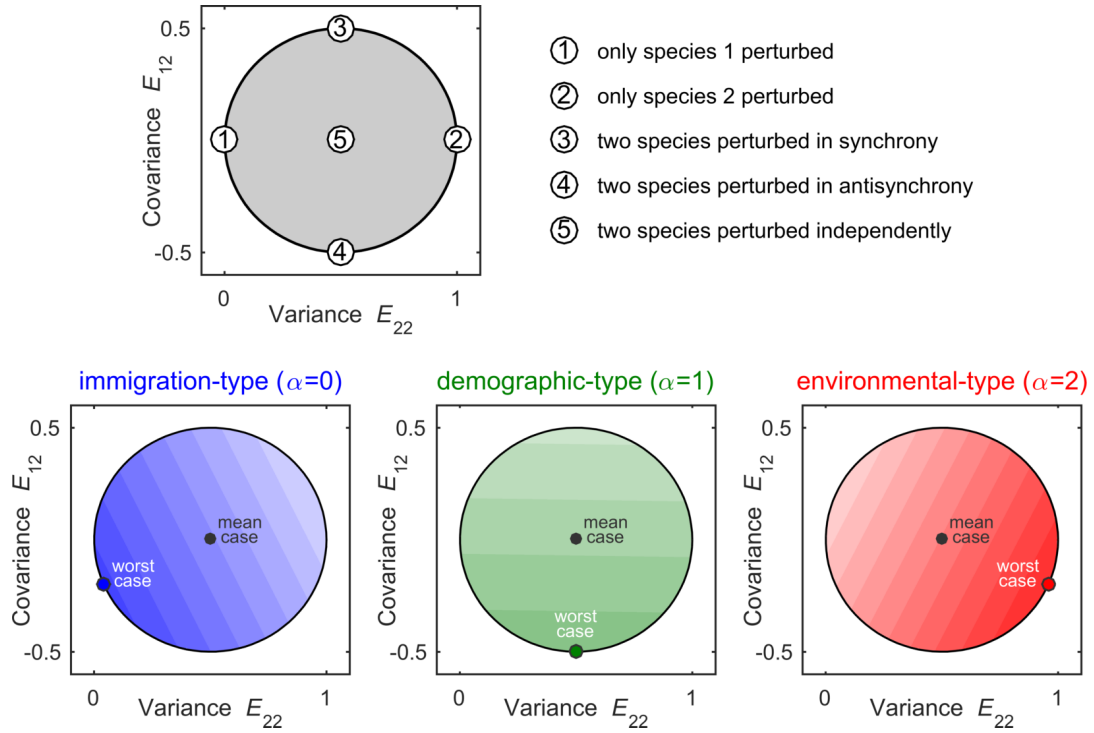 0.5
Covariance E12
-0.5
3
1
5
2
4
0
1
Variance E22
1 only species 1 perturbed
2 only species 2 perturbed
3 two species perturbed in synchrony
4 two species perturbed in antisynchrony
5 two species perturbed independently
immigration-type (α=0)
0.5
Covariance E12
-0.5
mean
case
worst
case
0
1
Variance E22
demographic-type (α=1)
0.5
Covariance E12
-0.5
mean
case
worst
case
0
1
Variance E22
environmental-type (α=2)
0.5
Covariance E12
-0.5
mean
case
worst
case
0
1
Variance E22